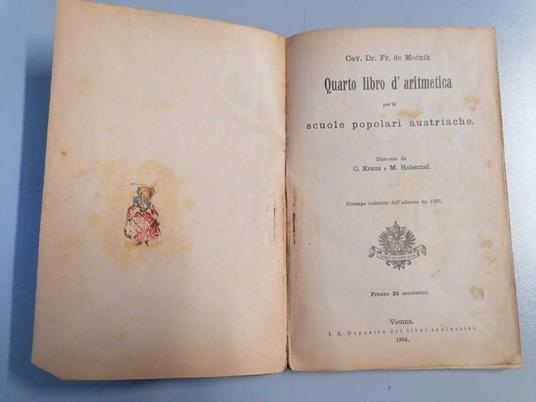 Cav. Dr. Fr. de Močnik
Quarto libro d' aritmetica
per le
scuole popolari austriache.
Elaborato da
C. Kraus e M. Habernal.
Ristampa inalterata dell' edizione del
Prezzo 36 centesimi.
Vienna.
I. R. Deposito dei libri scolastici.
1904.